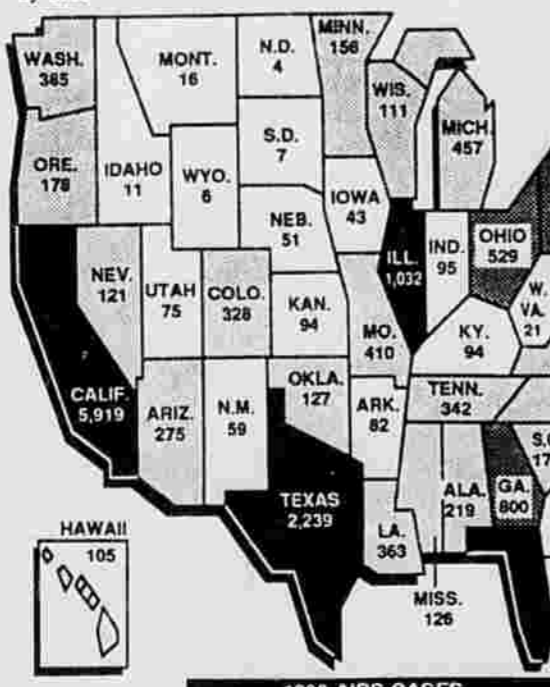 WASH.
385
MONT.
16
N.D.
4
MINN.
156
WIS.
111
MICH.
457
ORE.
178
IDAHO
11
WYO.
6
S.D.
7
IOWA
43
NEB.
51
ILL.
1,032
IND.
95
OHIO
529
W.
VA.
21
NEV.
121
UTAH
75
COLO.
328
KAN.
94
MO.
410
KY.
94
CALIF.
5,919
ARIZ.
275
N.M.
59
OKLA.
127
ARK.
82
TENN.
342
TEXAS
2,239
LA.
363
ALA.
219
GA.
800
MISS.
126
HAWAII
105
AIDS CASES